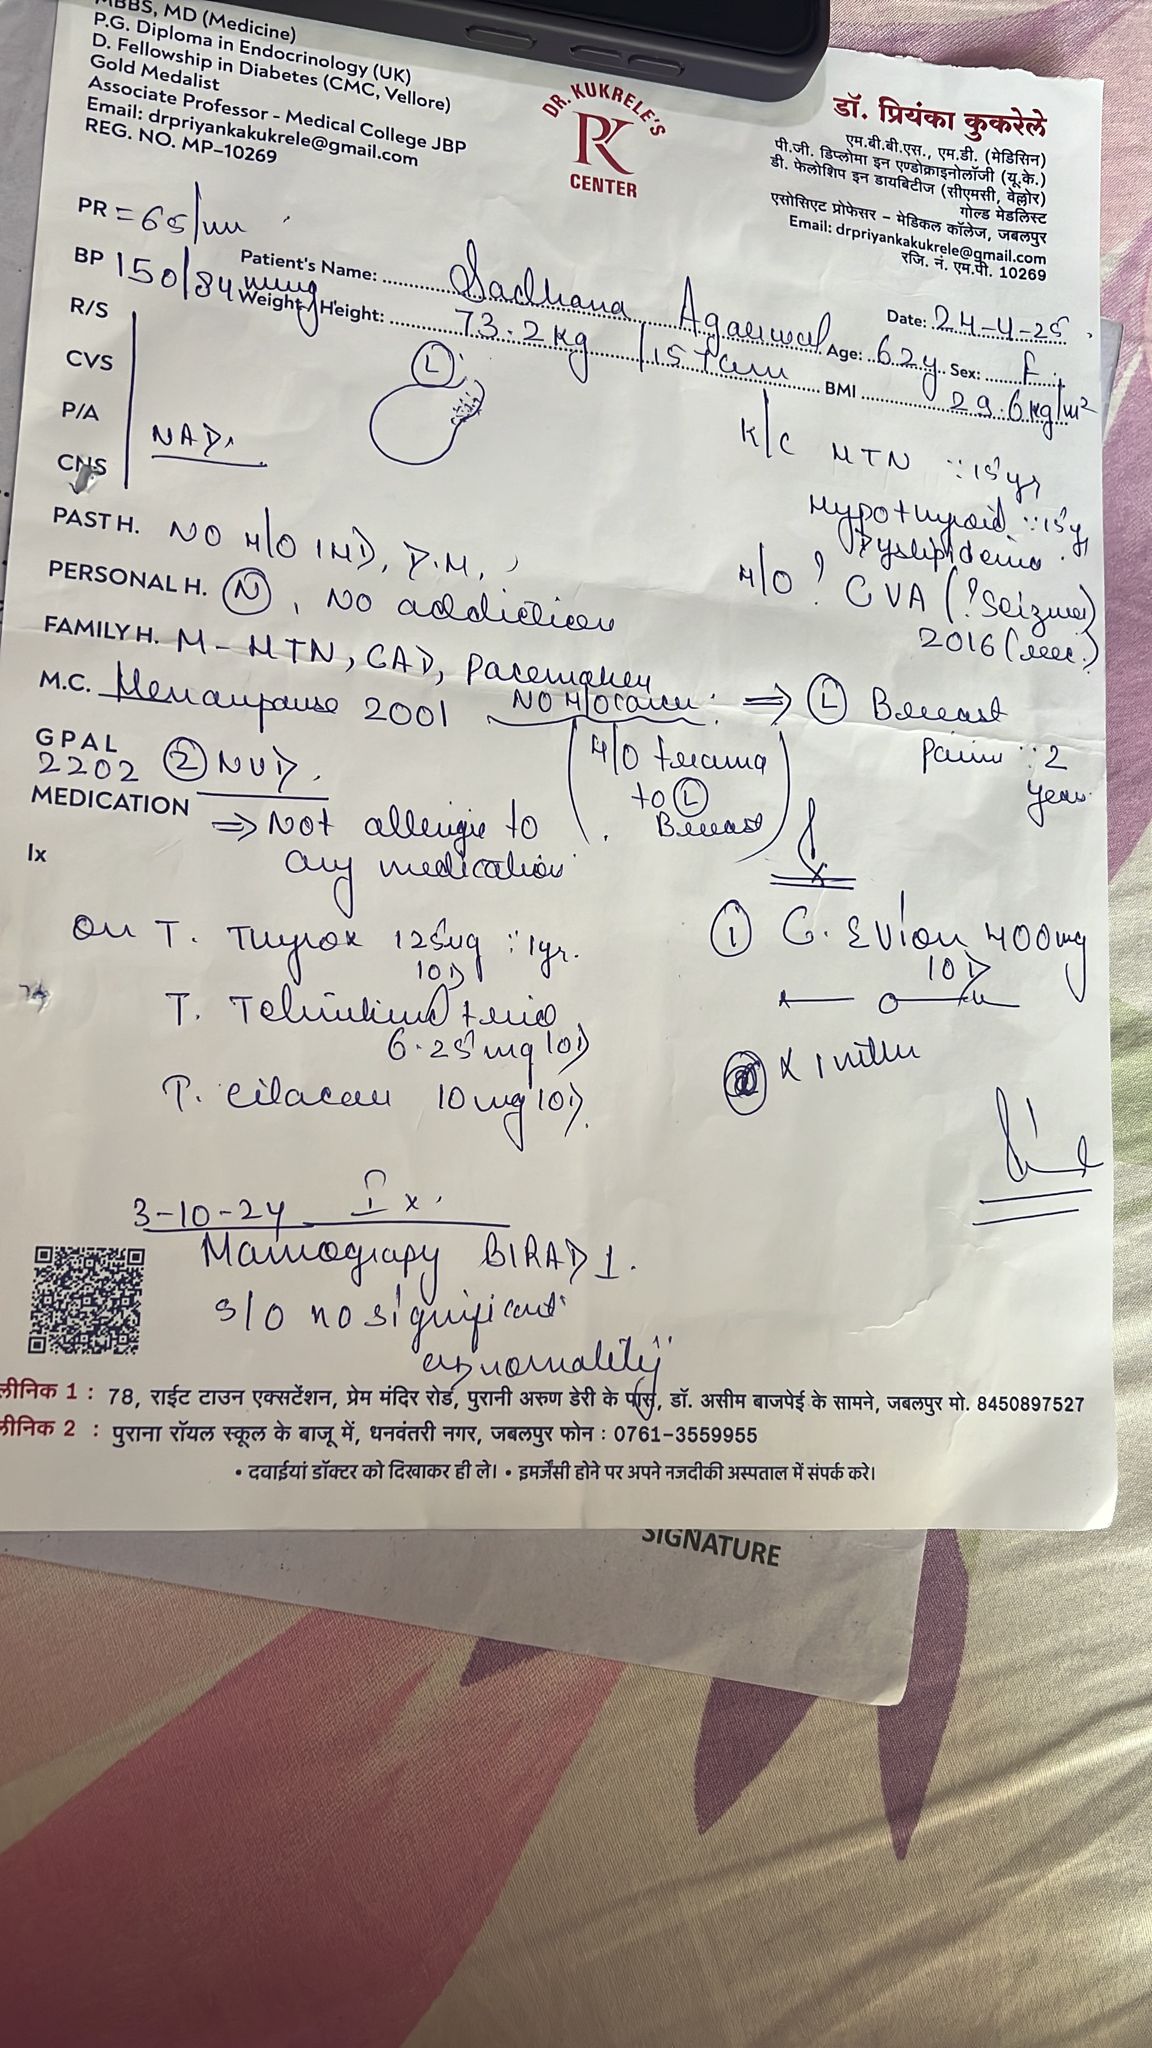 MBBS, MD (Medicine)
P.G. Diploma in Endocrinology (UK)
D. Fellowship in Diabetes (CMC, Vellore)
Gold Medalist
Associate Professor - Medical College JBP
Email: drpriyankakukrele@gmail.com
REG. NO. MP-10269
DR. KUKRELE'S
PK
CENTER
डॉ. प्रियंका कुकरेले
एम.बी.बी.एस., एम.डी. (मेडिसिन)
पी.जी. डिप्लोमा इन एण्डोक्राइनोलॉजी (यू.के.)
डी. फेलोशिप इन डायबिटीज (सीएमसी, वेल्लोर)
गोल्ड मेडलिस्ट
एसोसिएट प्रोफेसर - मेडिकल कॉलेज, जबलपुर
Email: drpriyankakukrele@gmail.com
रजि. नं. एम.पी. 10269
PR = 65/m
BP 150/84 mmHg
Patient's Name: Sadhana Agarwal
Date: 24-4-25
Weight / Height: 73.2 kg / 157cm
Age: 62y Sex: F
BMI 29.6 kg/m²
R/S
CVS
P/A
CNS
NAD
L
K/C HTN :: 15 yr
Hypothyroid :: 15y
Dyslipidemia
H/O ? CVA (? Seizure)
2016
PAST H. NO H/O IHD, D.M,
PERSONAL H. N, No addiction
FAMILY H. M - HTN, CAD, Pacemaker
NO H/O cancer
M.C. Menaupause 2001
⇒ L Breast
Pain :: 2
years
GPAL
2202 2 NVD.
(H/O trauma
to L
Breast)
MEDICATION
⇒ Not allergic to
any medication
Ix
On T. Thyrox 125ug :: 1yr.
1OD
T.
6.25 mg 1OD
T. Cilacar 10 mg 1OD
1 C. Evion 400mg
1OD
x 1 mth
3-10-24 Ix.
Mamograpy BIRAD 1.
s/o no significant
abnormality"
क्लीनिक 1 : 78, राईट टाउन एक्सटेंशन, प्रेम मंदिर रोड, पुरानी अरुण डेरी के पास, डॉ. असीम बाजपेई के सामने, जबलपुर मो. 8450897527
क्लीनिक 2 : पुराना रॉयल स्कूल के बाजू में, धनवंतरी नगर, जबलपुर फोन : 0761-3559955
• दवाईयां डॉक्टर को दिखाकर ही ले। • इमर्जेंसी होने पर अपने नजदीकी अस्पताल में संपर्क करे।
SIGNATURE